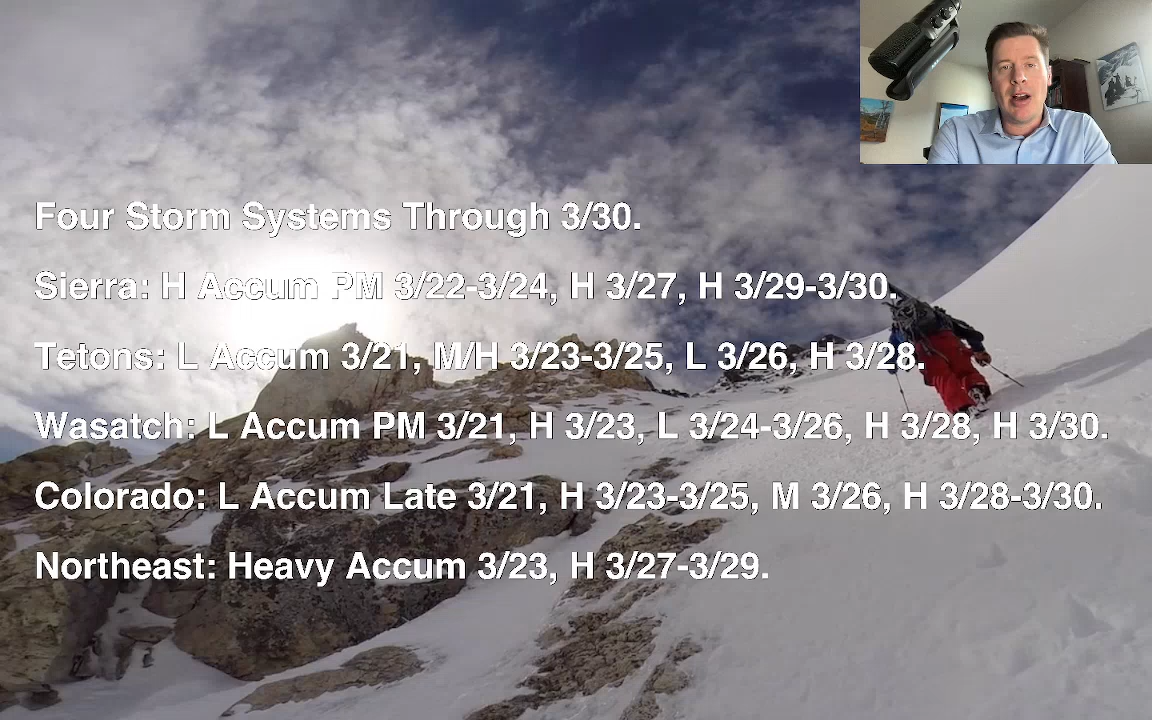 Four Storm Systems Through 3/30.
Sierra: H Accum PM 3/22-3/24, H 3/27, H 3/29-3/30.
Tetons: L Accum 3/21, M/H 3/23-3/25, L 3/26, H 3/28.
Wasatch: L Accum PM 3/21, H 3/23, L 3/24-3/26, H 3/28, H 3/30.
Colorado: L Accum Late 3/21, H 3/23-3/25, M 3/26, H 3/28-3/30.
Northeast: Heavy Accum 3/23, H 3/27-3/29.